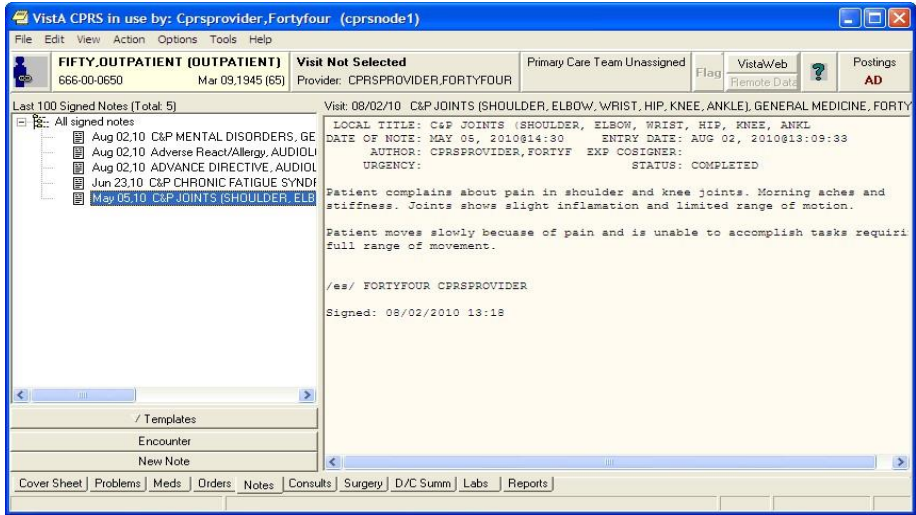 VistA CPRS in use by: Cprsprovider,Fortyfour (cprsnode1)
File Edit View Action Options Tools Help
FIFTY,OUTPATIENT (OUTPATIENT)
666-00-0650 Mar 09,1945 (65)
Visit Not Selected
Provider: CPRSPROVIDER,FORTYFOUR
Primary Care Team Unassigned
Flag
VistaWeb
Remote Data
?
Postings
AD
Last 100 Signed Notes (Total: 5)
All signed notes
Aug 02,10 C&P MENTAL DISORDERS, GE
Aug 02,10 Adverse React/Allergy, AUDIOL
Aug 02,10 ADVANCE DIRECTIVE, AUDIOL
Jun 23,10 C&P CHRONIC FATIGUE SYNDR
May 05,10 C&P JOINTS (SHOULDER, ELB
/ Templates
Encounter
New Note
Visit: 08/02/10 C&P JOINTS (SHOULDER, ELBOW, WRIST, HIP, KNEE, ANKLE), GENERAL MEDICINE, FORTY
LOCAL TITLE: C&P JOINTS (SHOULDER, ELBOW, WRIST, HIP, KNEE, ANKL
DATE OF NOTE: MAY 05, 2010@14:30 ENTRY DATE: AUG 02, 2010@13:09:33
AUTHOR: CPRSPROVIDER,FORTYF EXP COSIGNER:
URGENCY: STATUS: COMPLETED
Patient complains about pain in shoulder and knee joints. Morning aches and
stiffness. Joints shows slight inflamation and limited range of motion.
Patient moves slowly becuase of pain and is unable to accomplish tasks requiri
full range of movement.
/es/ FORTYFOUR CPRSPROVIDER
Signed: 08/02/2010 13:18
Cover Sheet Problems Meds Orders Notes Consults Surgery D/C Summ Labs Reports